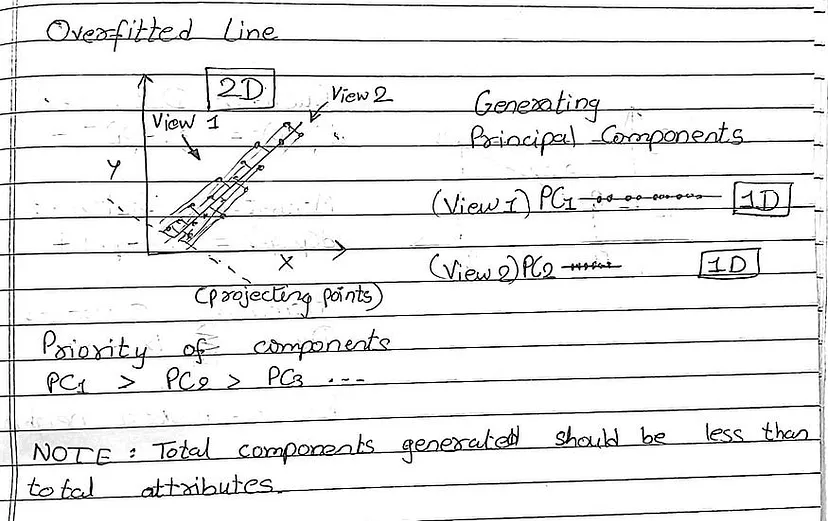 Overfitted Line
2D
View 1
View 2
Y
X
(projecting points)
Generating
Principal Components
(View 1) PC1 1D
(View 2) PC2 1D
Priority of components
PC1 > PC2 > PC3 ...
NOTE : Total components generated should be less than
total attributes.